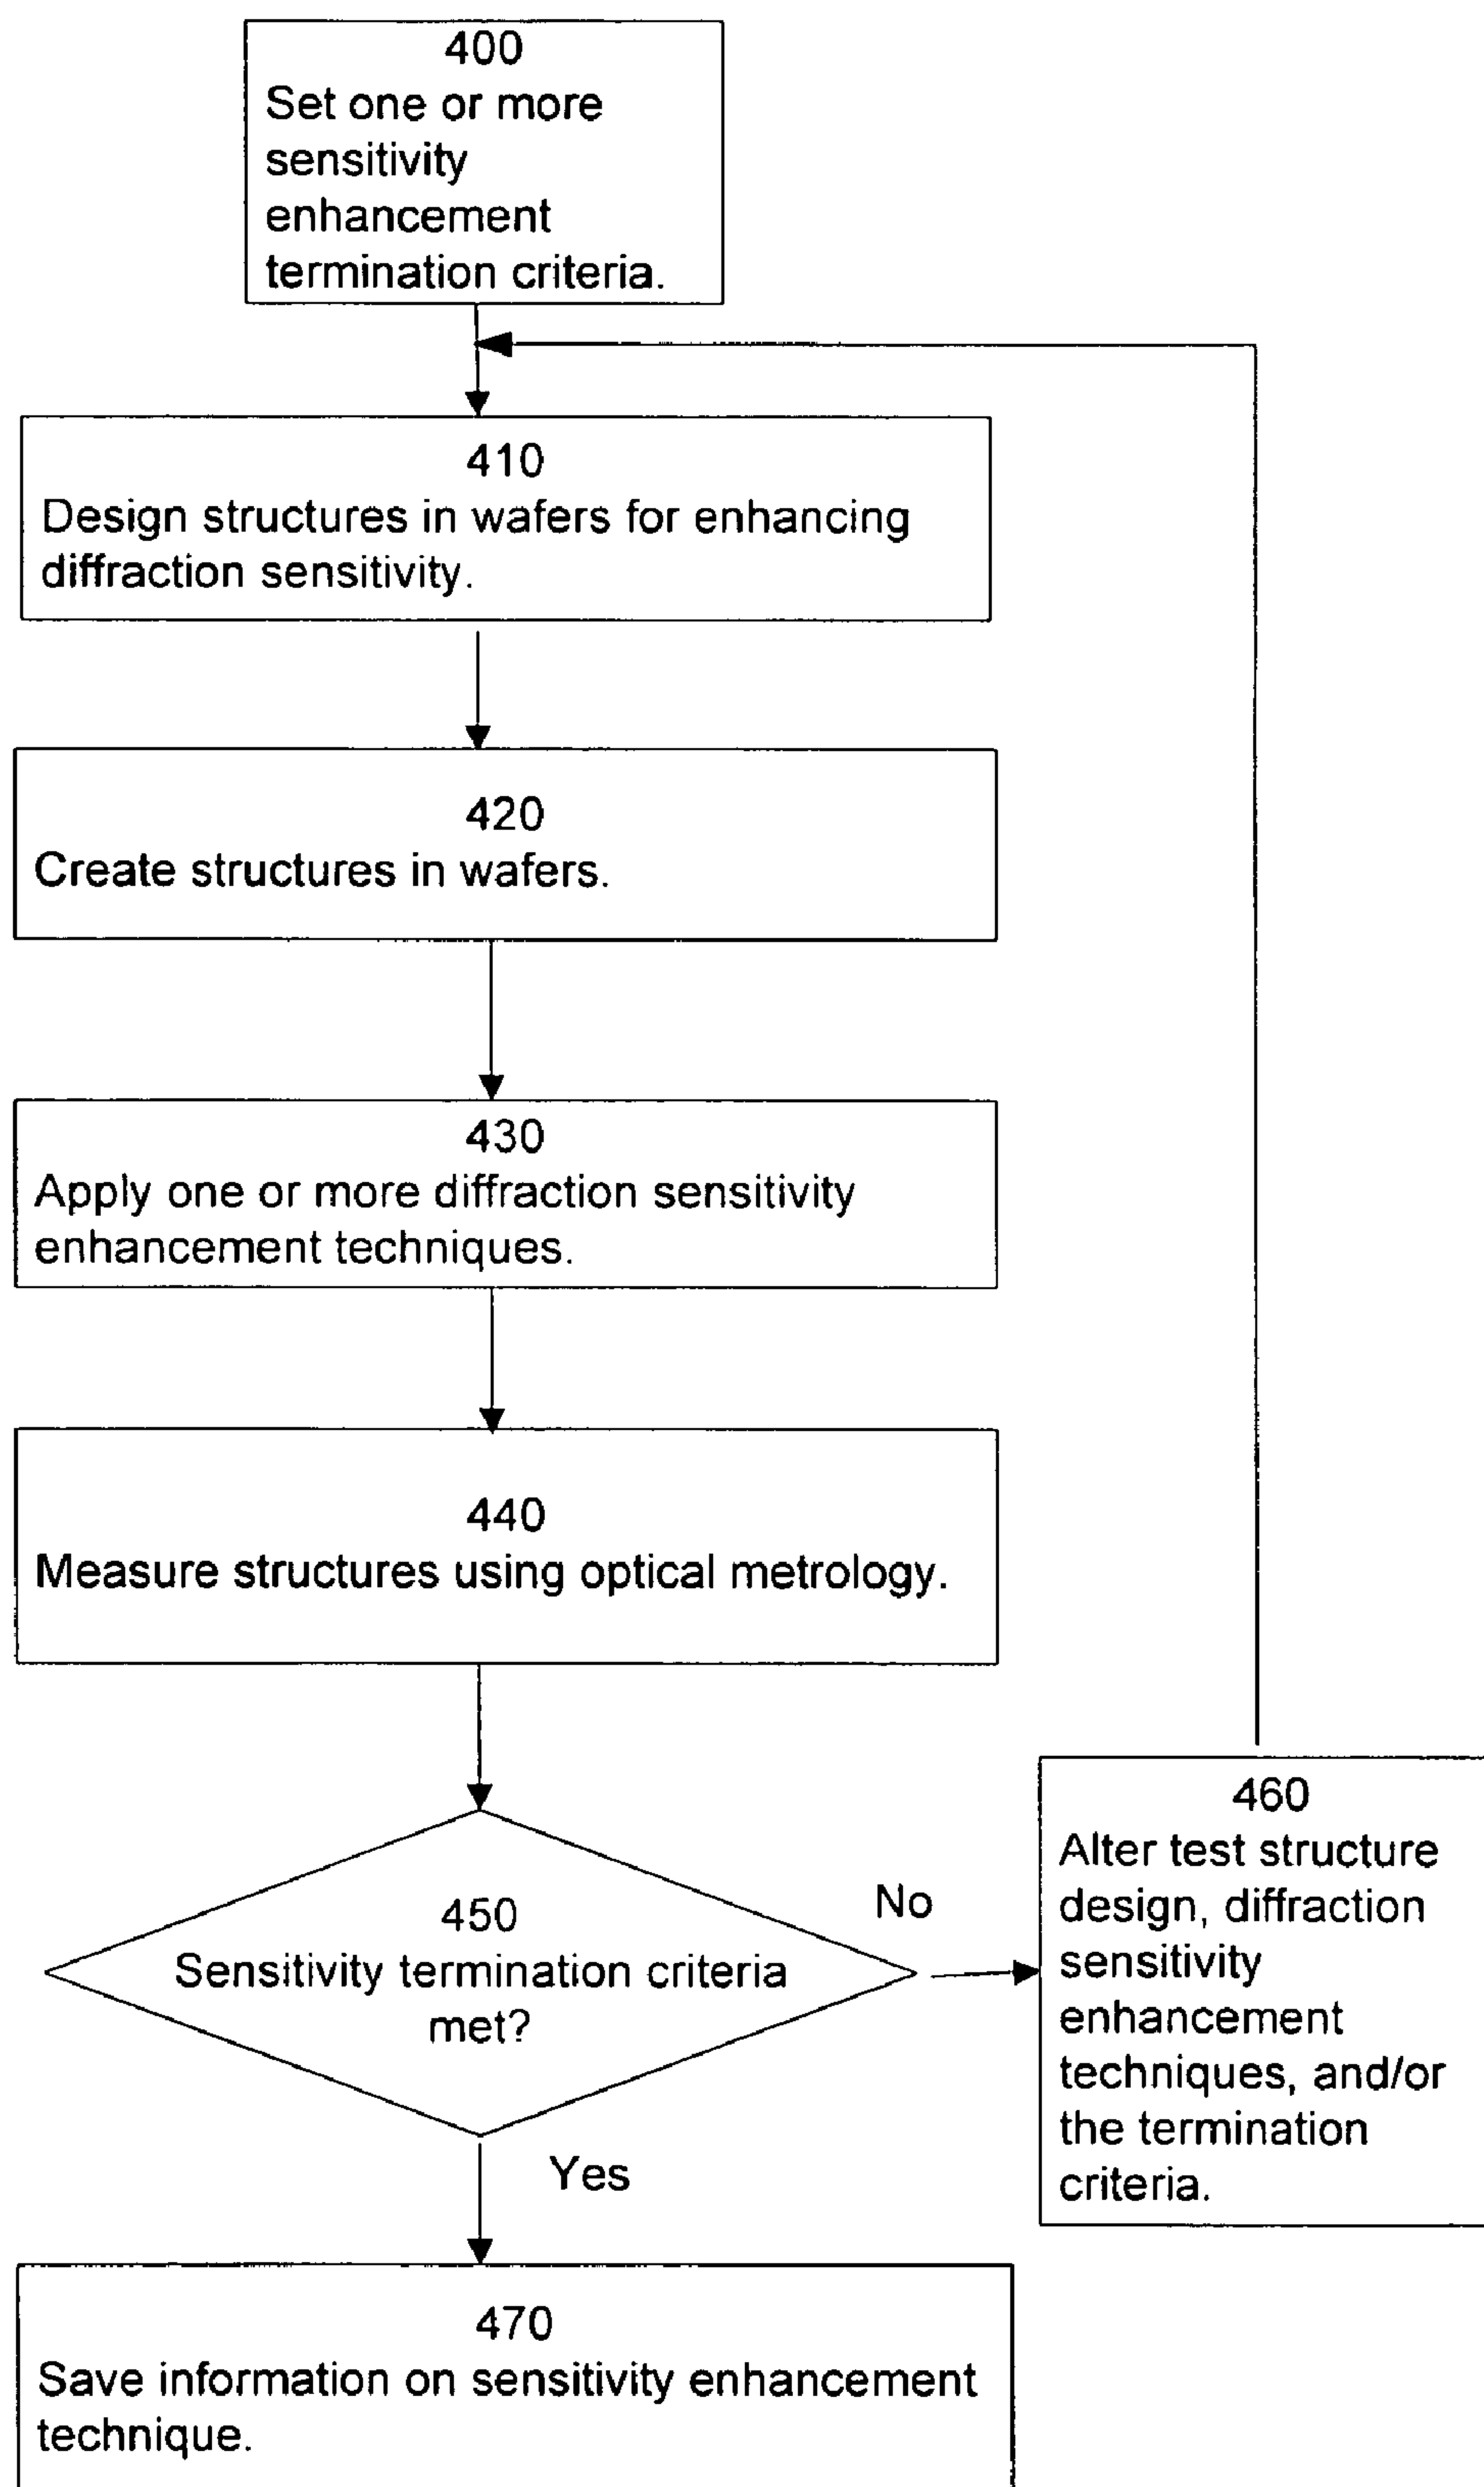 400
Set one or more
sensitivity
enhancement
termination criteria.
410
Design structures in wafers for enhancing
diffraction sensitivity.
420
Create structures in wafers.
430
Apply one or more diffraction sensitivity
enhancement techniques.
440
Measure structures using optical metrology.
450
Sensitivity termination criteria
met?
No
460
Alter test structure
design, diffraction
sensitivity
enhancement
techniques, and/or
the termination
criteria.
Yes
470
Save information on sensitivity enhancement
technique.